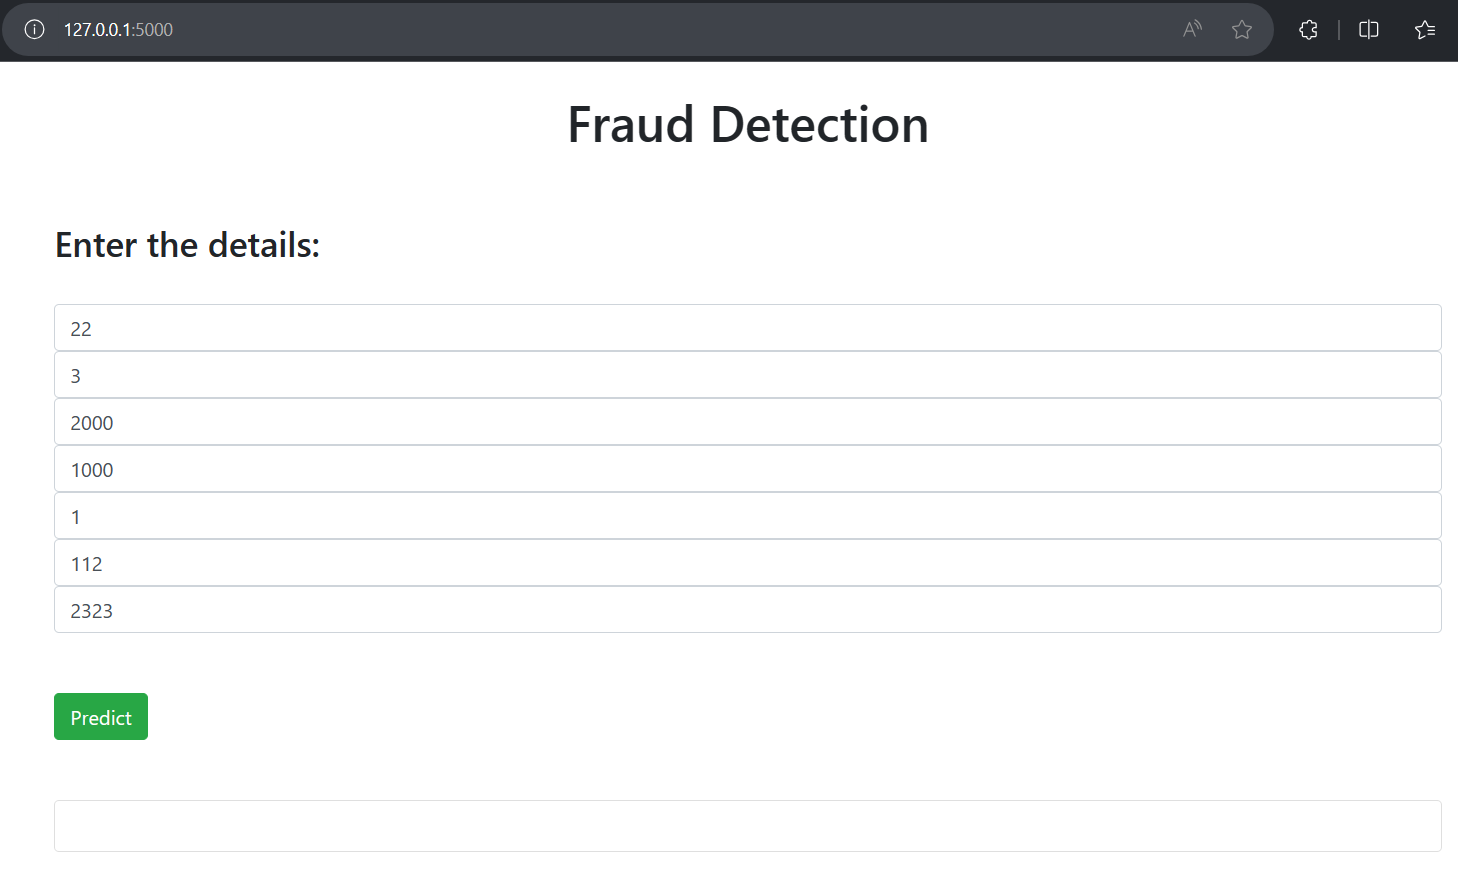 127.0.0.1:5000
Fraud Detection
Enter the details:
22
3
2000
1000
1
112
2323
Predict